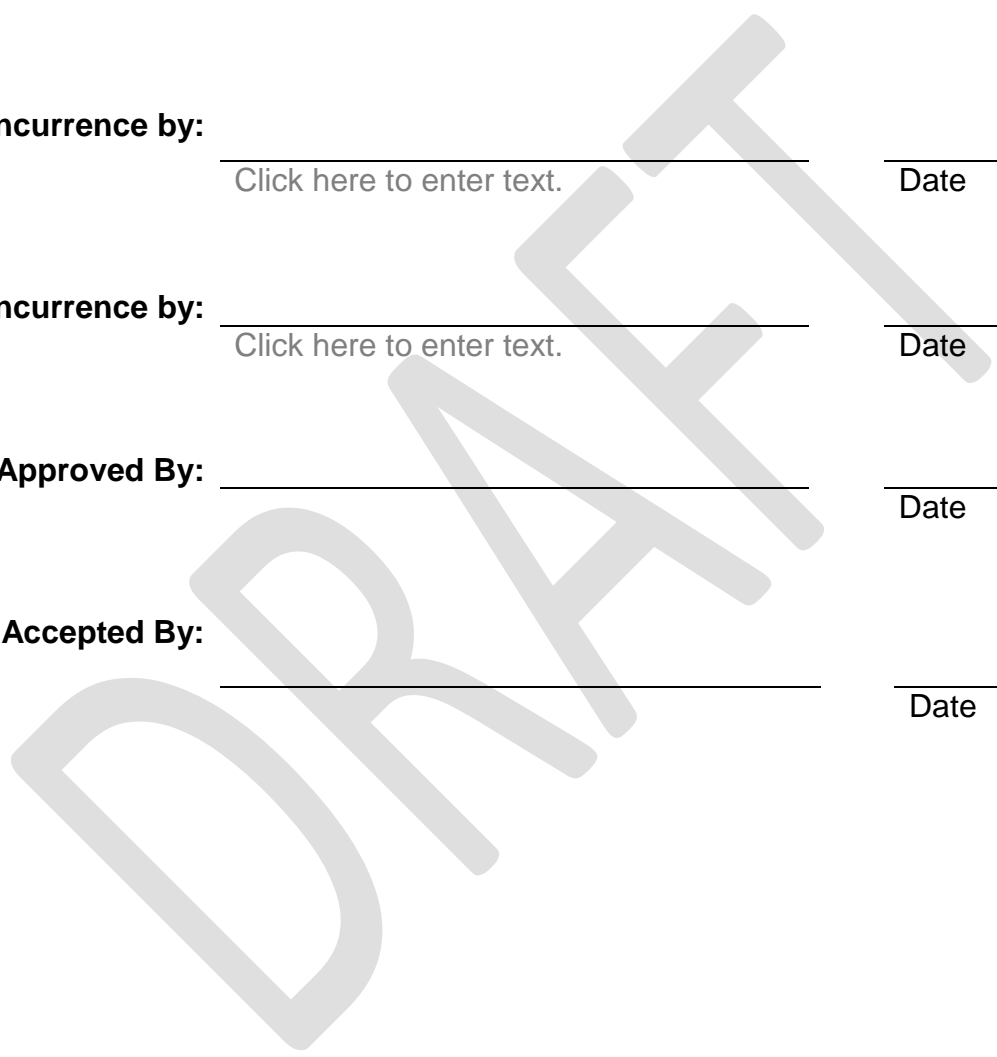 ncurrence by:
Click here to enter text. Date
ncurrence by:
Click here to enter text. Date
Approved By:
Date
Accepted By:
Date
DRAFT